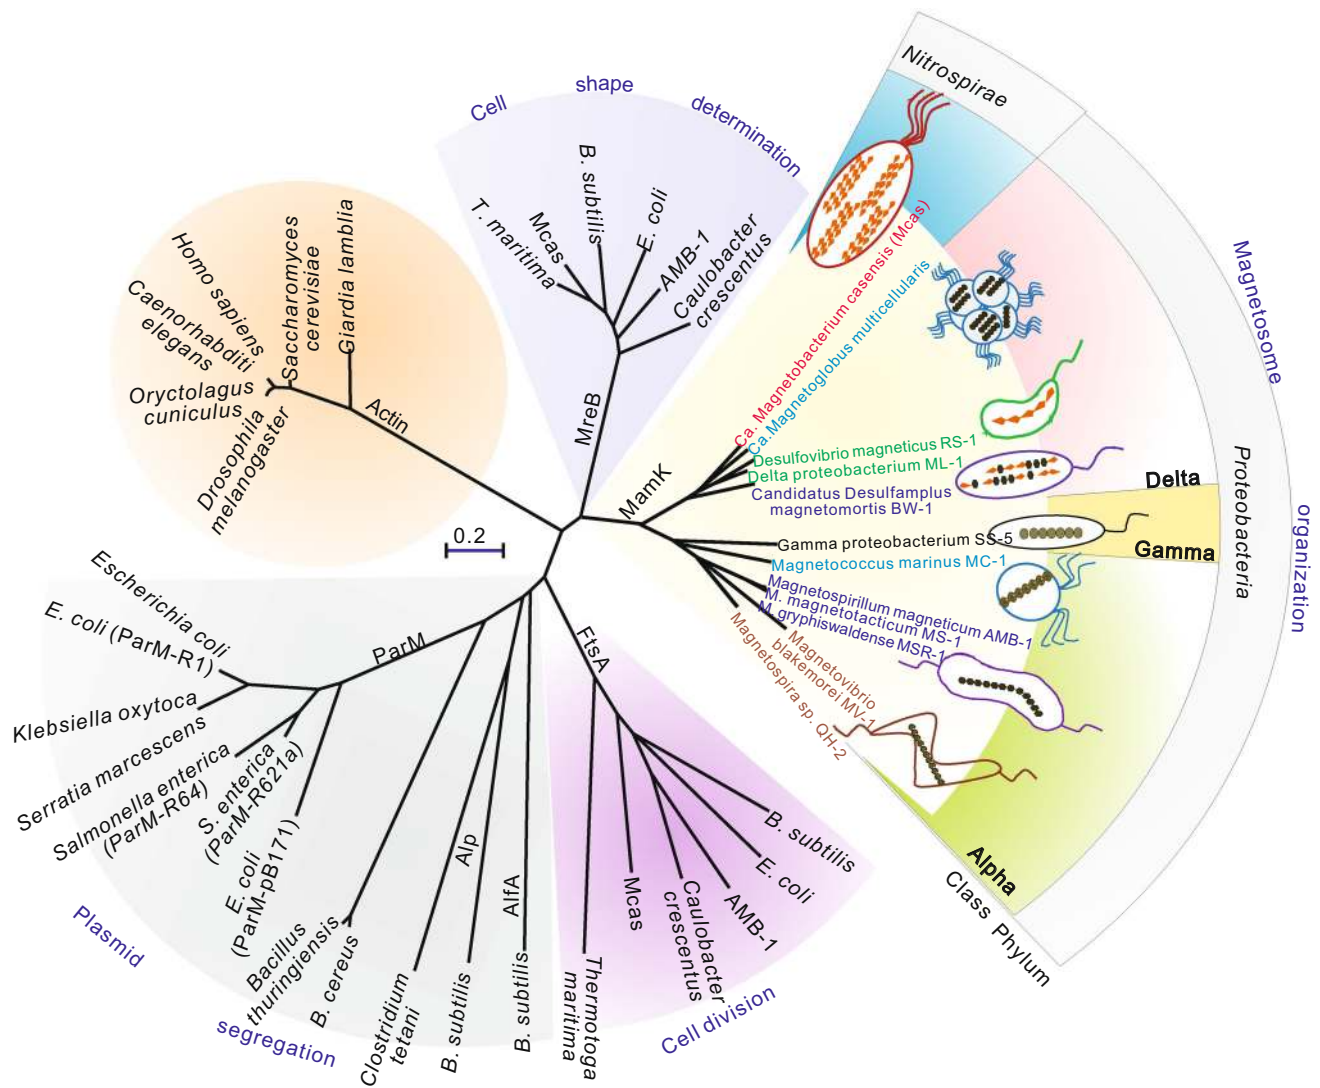 Cell shape determination
T. maritima
Mcas
B. subtilis
E. coli
AMB-1
Caulobacter
crescentus
MreB
Homo sapiens
Caenorhabditi
elegans
Oryctolagus
cuniculus
Drosophila
melanogaster
Saccharomyces
cerevisiae
Giardia lamblia
Actin
0.2
Nitrospirae
Magnetosome organization
Proteobacteria
Delta
Gamma
Alpha
Class
Phylum
MamK
Ca. Magnetobacterium casensis (Mcas)
Ca.Magnetoglobus multicellularis
Desulfovibrio magneticus RS-1
Delta proteobacterium ML-1
Candidatus Desulfamplus
magnetomortis BW-1
Gamma proteobacterium SS-5
Magnetococcus marinus MC-1
Magnetospirillum magneticum AMB-1
M. magnetotacticum MS-1
M. gryphiswaldense MSR-1
Magnetovibrio
blakemorei MV-1
Magnetospira sp. QH-2
ParM
Escherichia coli
E. coli (ParM-R1)
Klebsiella oxytoca
Serratia marcescens
Salmonella enterica
(ParM-R64)
S. enterica
(ParM-R621a)
E. coli
(ParM-pB171)
Bacillus
thuringiensis
B. cereus
Clostridium
tetani
Alp
B. subtilis
AlfA
B. subtilis
Plasmid segregation
FtsA
Thermotoga
maritima
Mcas
Caulobacter
crescentus
AMB-1
E. coli
B. subtilis
Cell division